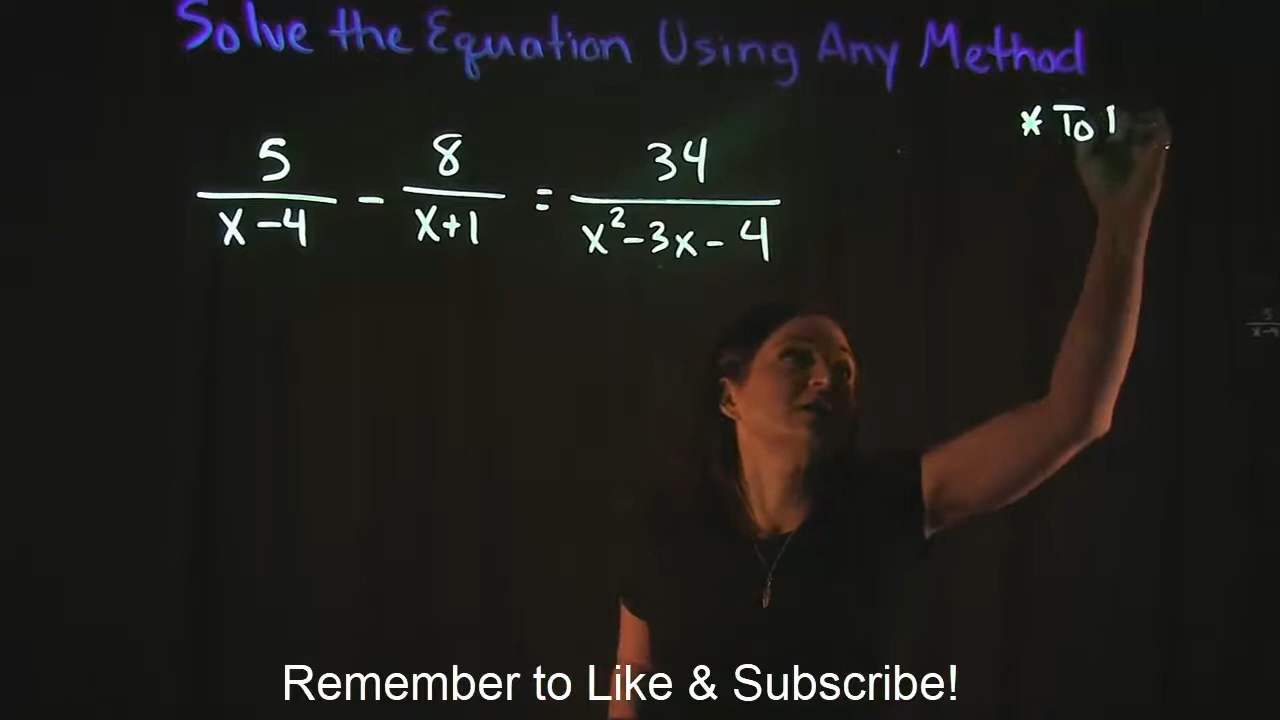 Solve the Equation Using Any Method
* To
5/(x-4) - 8/(x+1) = 34/(x²-3x-4)
Remember to Like & Subscribe!